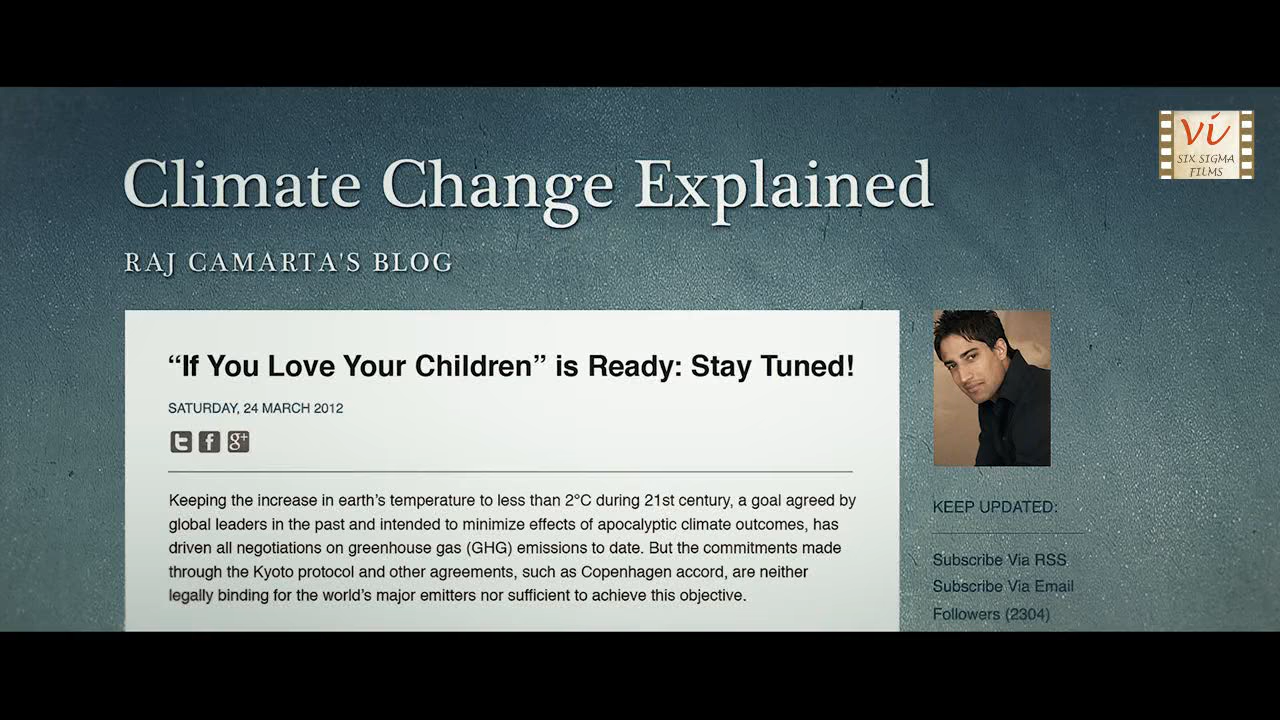 vi
SIX SIGMA
FILMS
Climate Change Explained
RAJ CAMARTA'S BLOG
“If You Love Your Children” is Ready: Stay Tuned!
SATURDAY, 24 MARCH 2012
t f g+
Keeping the increase in earth’s temperature to less than 2°C during 21st century, a goal agreed by
global leaders in the past and intended to minimize effects of apocalyptic climate outcomes, has
driven all negotiations on greenhouse gas (GHG) emissions to date. But the commitments made
through the Kyoto protocol and other agreements, such as Copenhagen accord, are neither
legally binding for the world’s major emitters nor sufficient to achieve this objective.
KEEP UPDATED:
Subscribe Via RSS
Subscribe Via Email
Followers (2304)